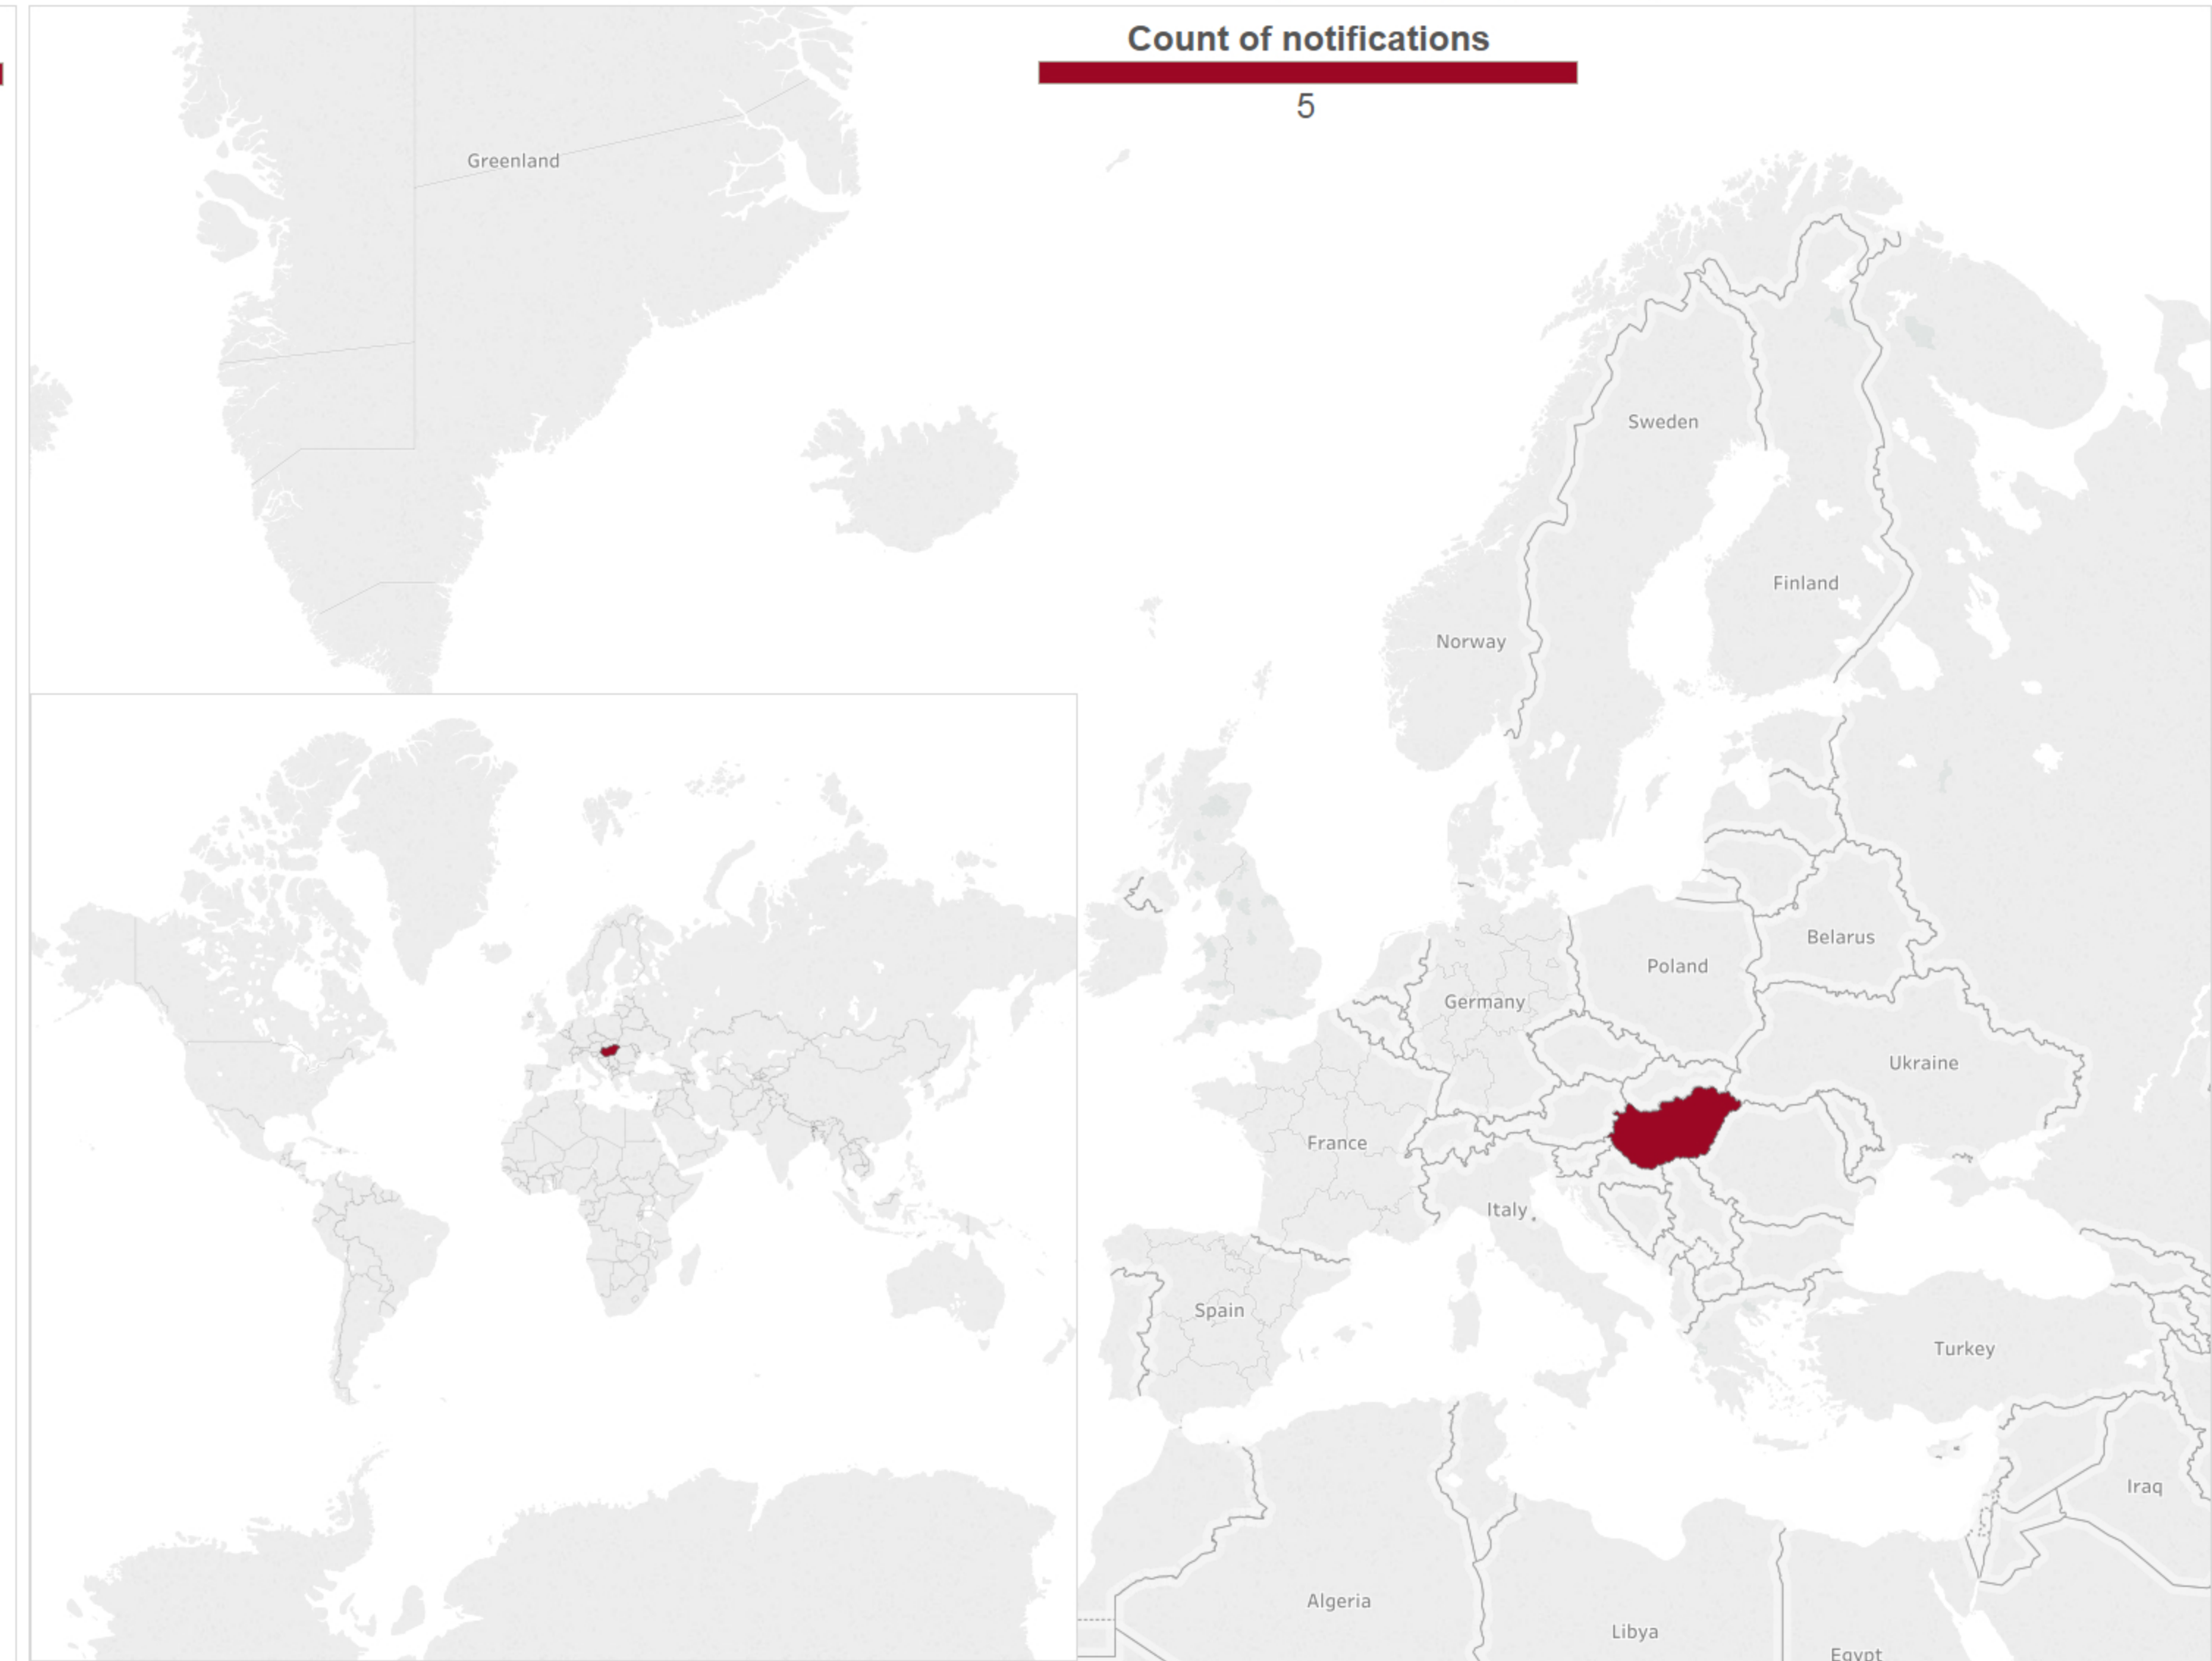 Count of notifications
5
Greenland
Sweden
Finland
Norway
Belarus
Poland
Germany
Ukraine
France
Italy
Spain
Turkey
Iraq
Algeria
Libya
Egypt